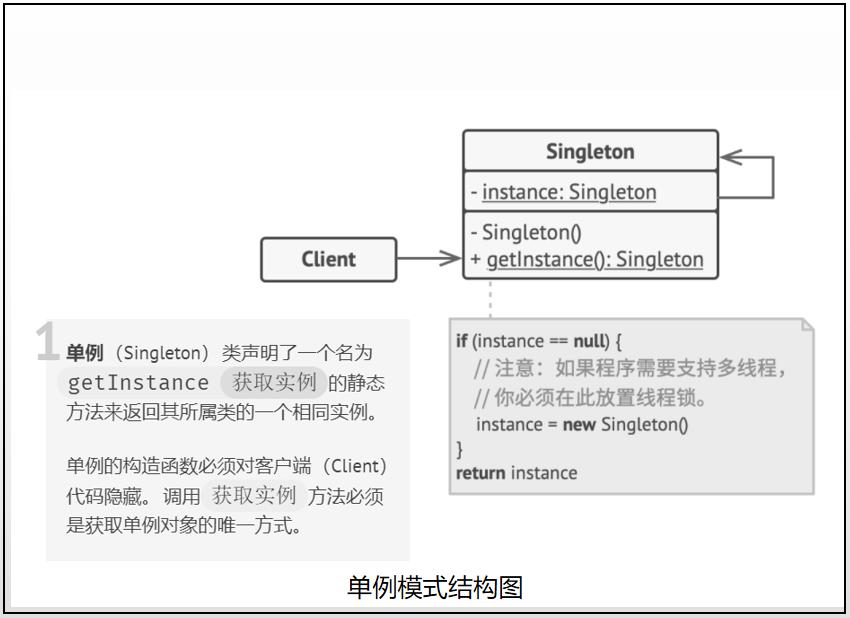 Singleton
- instance: Singleton
- Singleton()
+ getInstance(): Singleton
Client
1
单例（Singleton） 类声明了一个名为
getInstance 获取实例 的静态
方法来返回其所属类的一个相同实例。
单例的构造函数必须对客户端（Client）
代码隐藏。 调用 获取实例 方法必须
是获取单例对象的唯一方式。
if (instance == null) {
// 注意：如果程序需要支持多线程，
// 你必须在此放置线程锁。
instance = new Singleton()
}
return instance
单例模式结构图